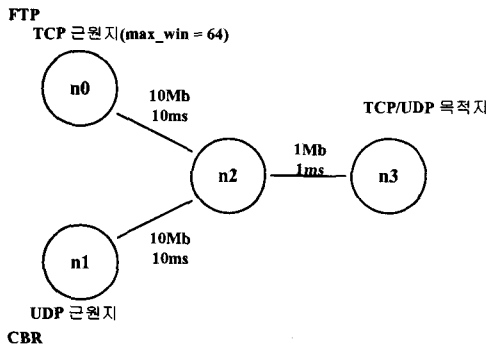 FTP
TCP 근원지(max_win = 64)
n0
10Mb
10ms
TCP/UDP 목적지
n2
1Mb
1ms
n3
10Mb
10ms
n1
UDP 근원지
CBR